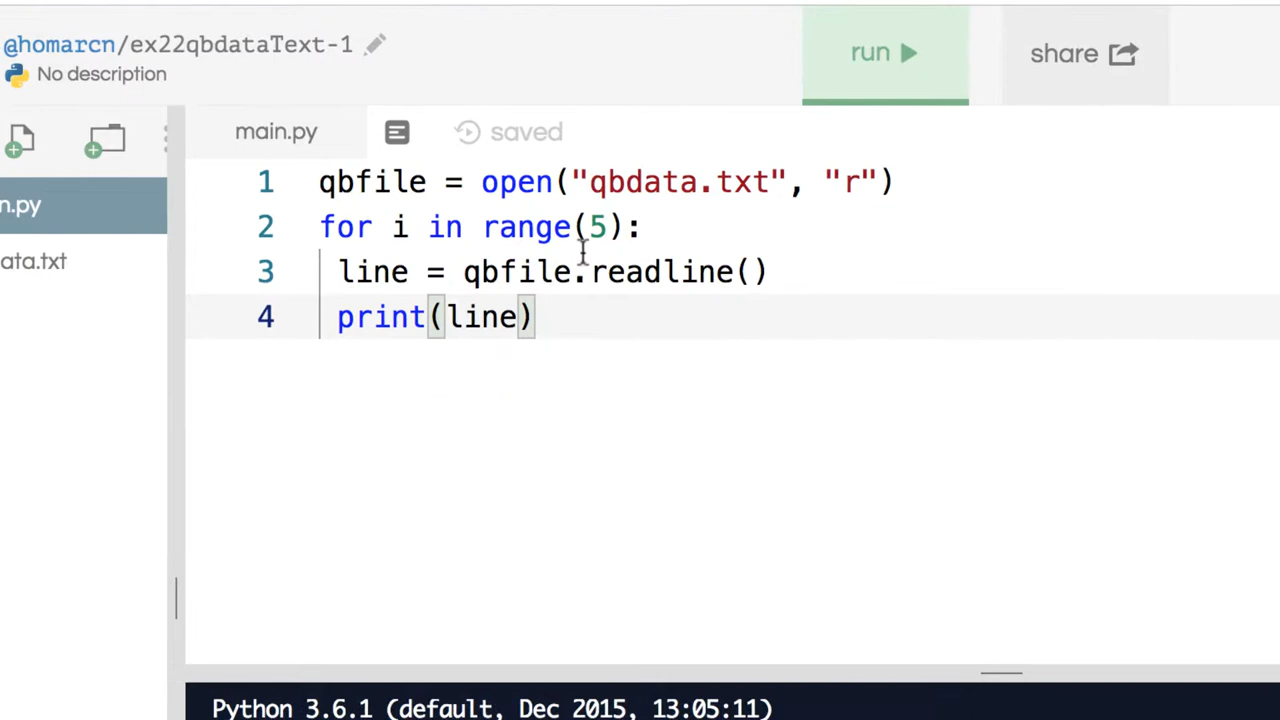 @homarcn/ex22qbdataText-1
No description
run
share
main.py
saved
n.py
ata.txt
1 qbfile = open("qbdata.txt", "r")
2 for i in range(5):
3 line = qbfile.readline()
4 print(line)
Python 3.6.1 (default, Dec 2015, 13:05:11)